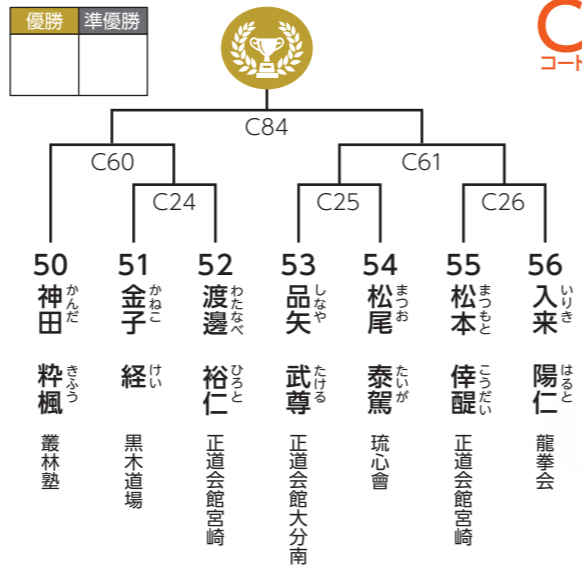 優勝 準優勝
C
コート
C84
C60 C61
C24 C25 C26
50 51 52 53 54 55 56
神田 粋楓 かんだ きふう 叢林塾
金子 経 かねこ けい 黒木道場
渡邊 裕仁 わたなべ ひろと 正道会館宮崎
品矢 武尊 しなや たける 正道会館大分南
松尾 泰駕 まつお たいが 琉心會
松本 倖醍 まつもと こうだい 正道会館宮崎
入来 陽仁 いりき はると 龍拳会